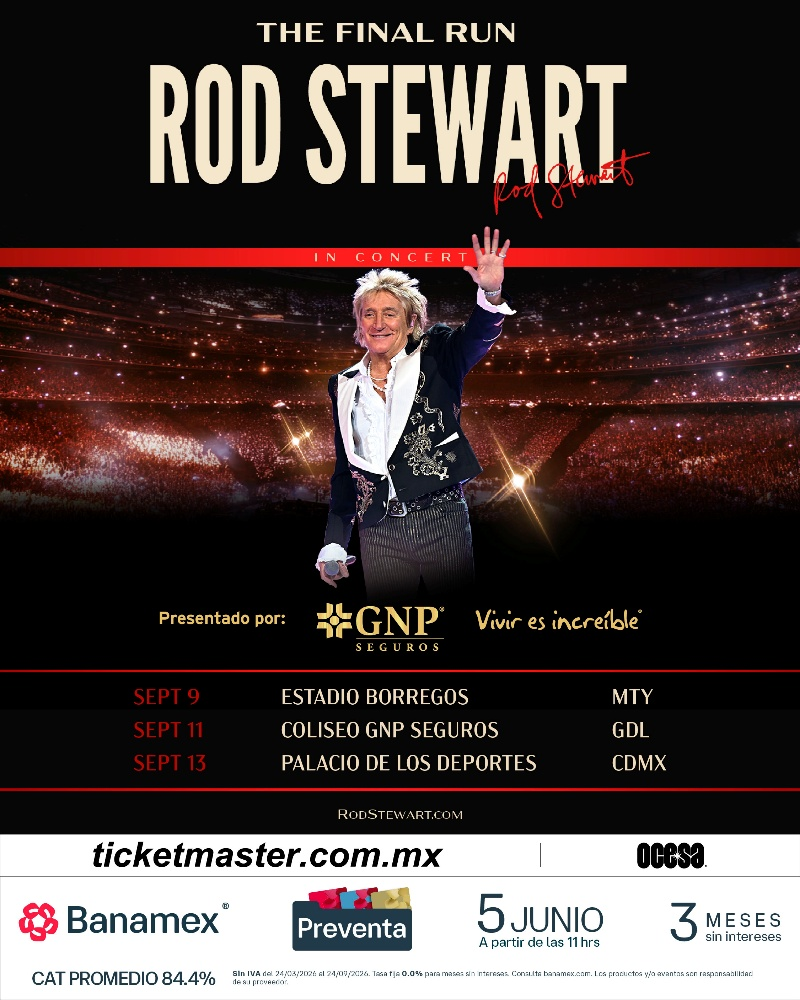 THE FINAL RUN
ROD STEWART
Rod Stewart
IN CONCERT
Presentado por: GNP® SEGUROS Vivir es increíble®
SEPT 9 ESTADIO BORREGOS MTY
SEPT 11 COLISEO GNP SEGUROS GDL
SEPT 13 PALACIO DE LOS DEPORTES CDMX
RODSTEWART.COM
ticketmaster.com.mx ocesa.
Banamex® Preventa 5 JUNIO 3 MESES
A partir de las 11 hrs sin intereses
CAT PROMEDIO 84.4% Sin IVA del 24/03/2026 al 24/09/2026. Tasa fija 0.0% para meses sin intereses. Consulta banamex.com. Los productos y/o eventos son responsabilidad
de su proveedor.